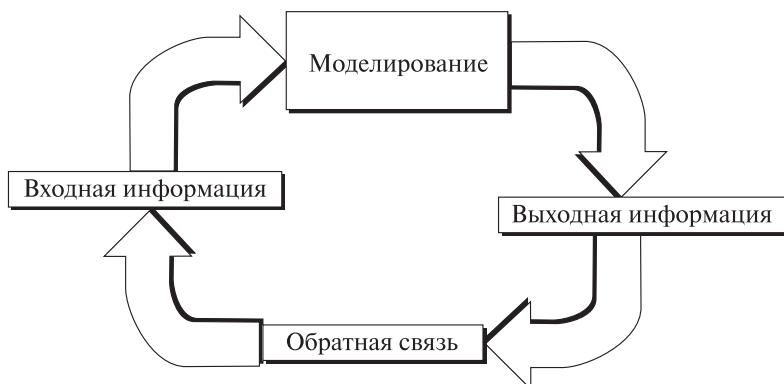 Моделирование
Входная информация
Выходная информация
Обратная связь